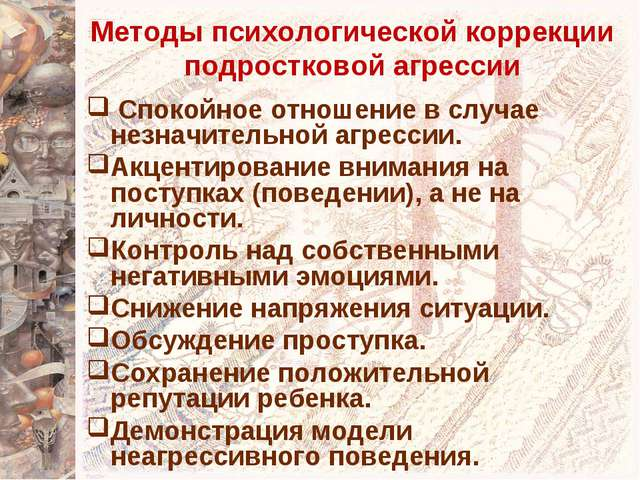 Методы психологической коррекции
подростковой агрессии
Спокойное отношение в случае
незначительной агрессии.
Акцентирование внимания на
поступках (поведении), а не на
личности.
Контроль над собственными
негативными эмоциями.
Снижение напряжения ситуации.
Обсуждение проступка.
Сохранение положительной
репутации ребенка.
Демонстрация модели
неагрессивного поведения.